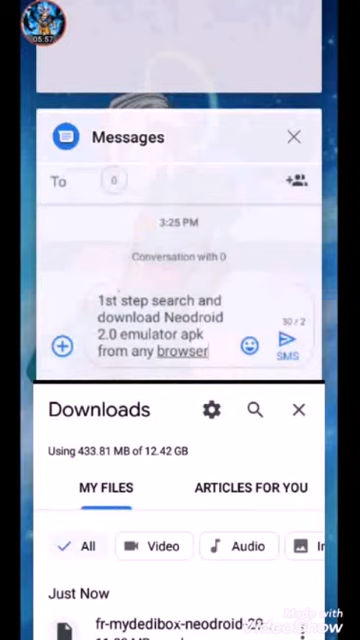 05:57
Messages
To
0
3:25 PM
Conversation with 0
1st step search and
download Neodroid
2.0 emulator apk
from any browser
30 / 2
SMS
Downloads
Using 433.81 MB of 12.42 GB
MY FILES
ARTICLES FOR YOU
All
Video
Audio
Just Now
fr-mydedibox-neodroid-20-
Made with